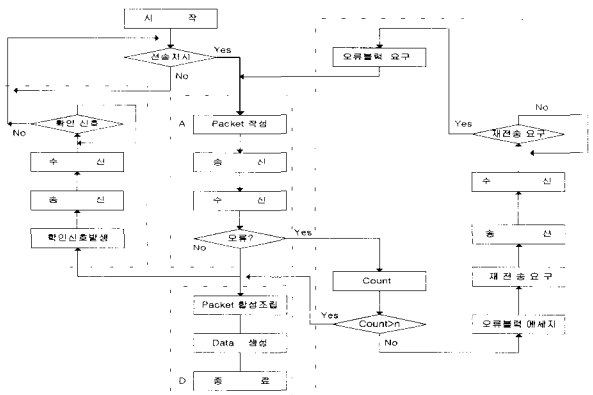 시 작
전송지시
Yes
No
오류블럭 요구
확인 신호
No
A
Packet 작성
Yes
재전송 요구
No
수 신
송 신
수 신
송 신
수 신
확인신호발생
오류?
Yes
No
송 신
재 전 송 요 구
Count
Packet 합성조립
Yes
Count>n
No
오류블럭 메세지
Data 생성
D
종 료